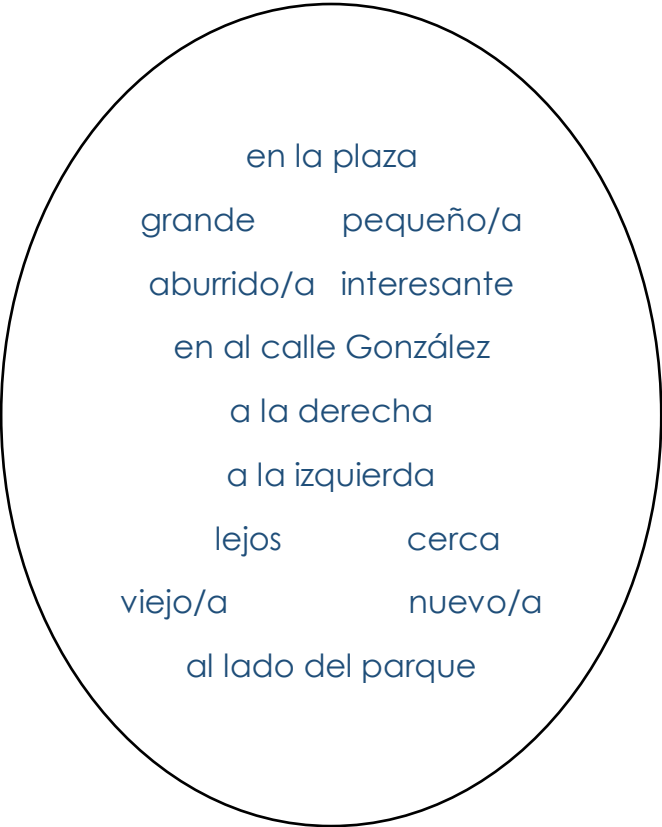 en la plaza
grande pequeño/a
aburrido/a interesante
en al calle González
a la derecha
a la izquierda
lejos cerca
viejo/a nuevo/a
al lado del parque